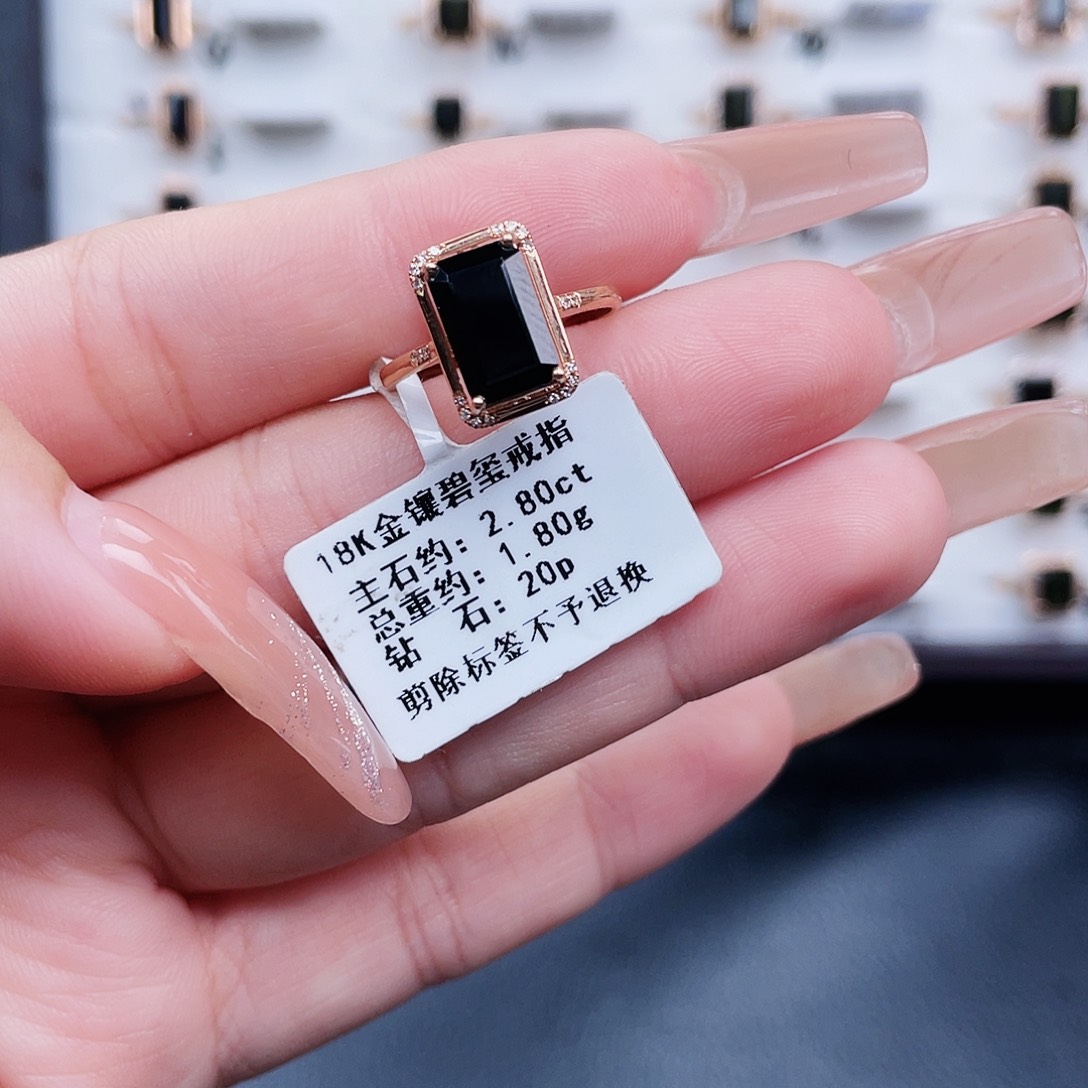 18K金镶碧玺戒指
主石约: 2.80ct
总重约: 1.80g
钻 石: 20p
剪除标签不予退换